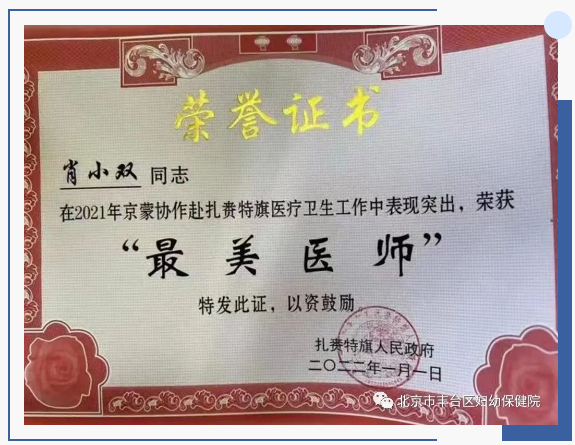 荣誉证书
肖小双 同志
在2021年京蒙协作赴扎赉特旗医疗卫生工作中表现突出，荣获
“最美医师”
特发此证，以资鼓励
扎赉特旗人民政府
二〇二二年一月一日
北京市丰台区妇幼保健院